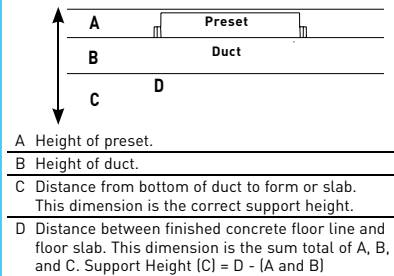 A
Preset
B
Duct
D
C
A Height of preset.
B Height of duct.
C Distance from bottom of duct to form or slab.
This dimension is the correct support height.
D Distance between finished concrete floor line and
floor slab. This dimension is the sum total of A, B,
and C. Support Height (C) = D - (A and B)